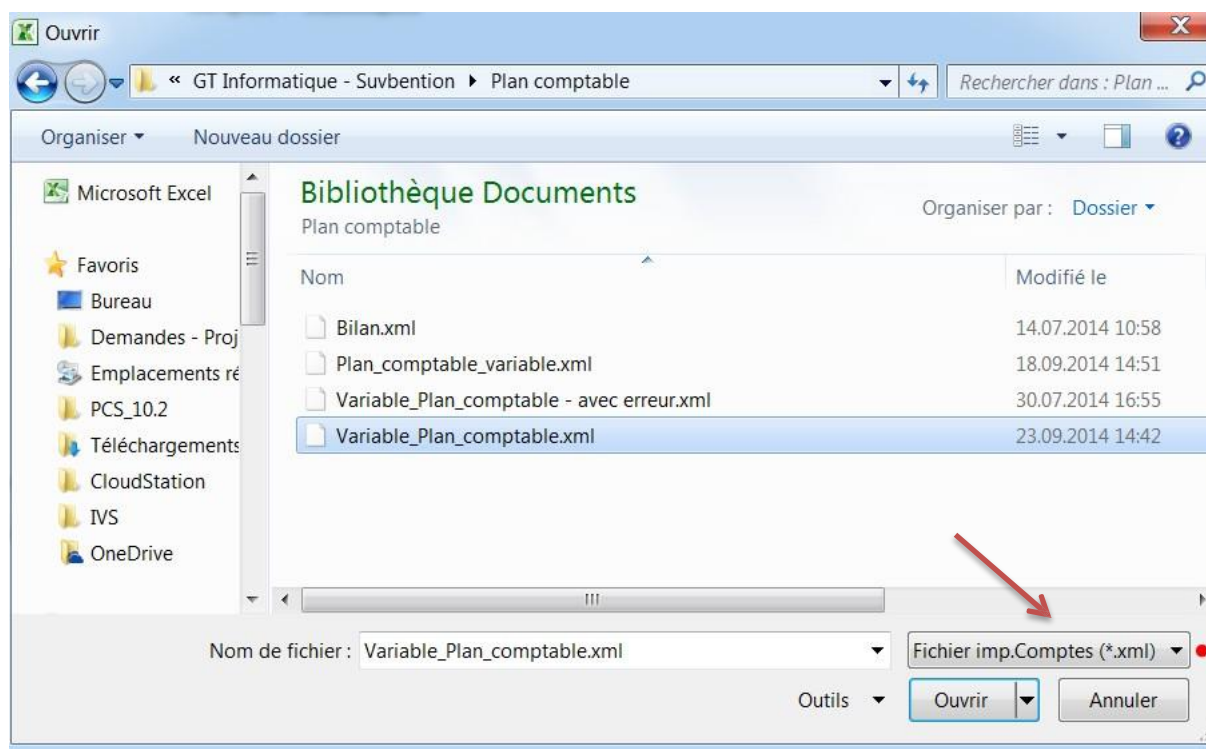 Ouvrir
« GT Informatique - Suvbention Plan comptable
Rechercher dans : Plan ...
Organiser Nouveau dossier
Microsoft Excel
Favoris
Bureau
Demandes - Proj
Emplacements ré
PCS_10.2
Téléchargements
CloudStation
IVS
OneDrive
Bibliothèque Documents
Plan comptable
Organiser par : Dossier
Nom Modifié le
Bilan.xml 14.07.2014 10:58
Plan_comptable_variable.xml 18.09.2014 14:51
Variable_Plan_comptable - avec erreur.xml 30.07.2014 16:55
Variable_Plan_comptable.xml 23.09.2014 14:42
Nom de fichier : Variable_Plan_comptable.xml Fichier imp.Comptes (*.xml)
Outils Ouvrir Annuler